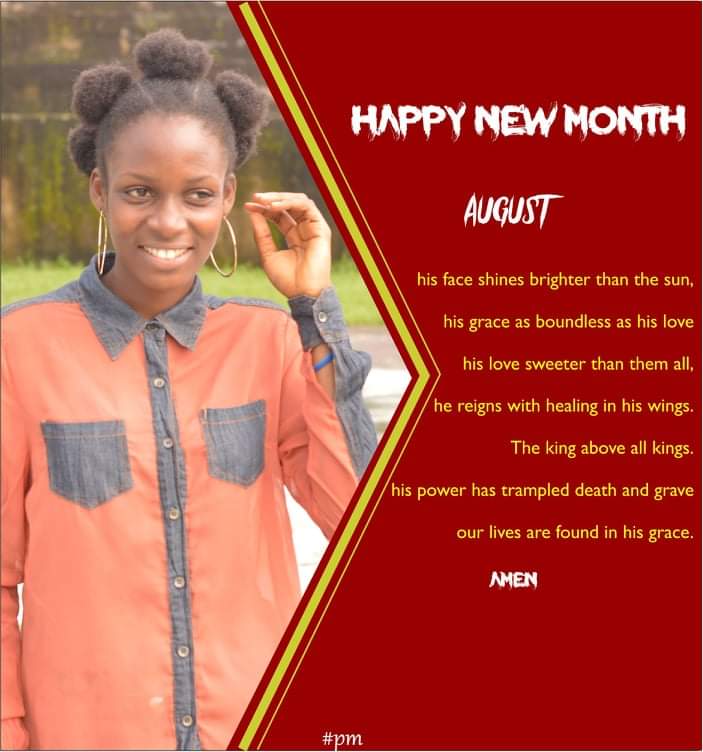 HAPPY NEW MONTH
AUGUST
his face shines brighter than the sun,
his grace as boundless as his love
his love sweeter than them all,
he reigns with healing in his wings.
The king above all kings.
his power has trampled death and grave
our lives are found in his grace.
AMEN
#pm